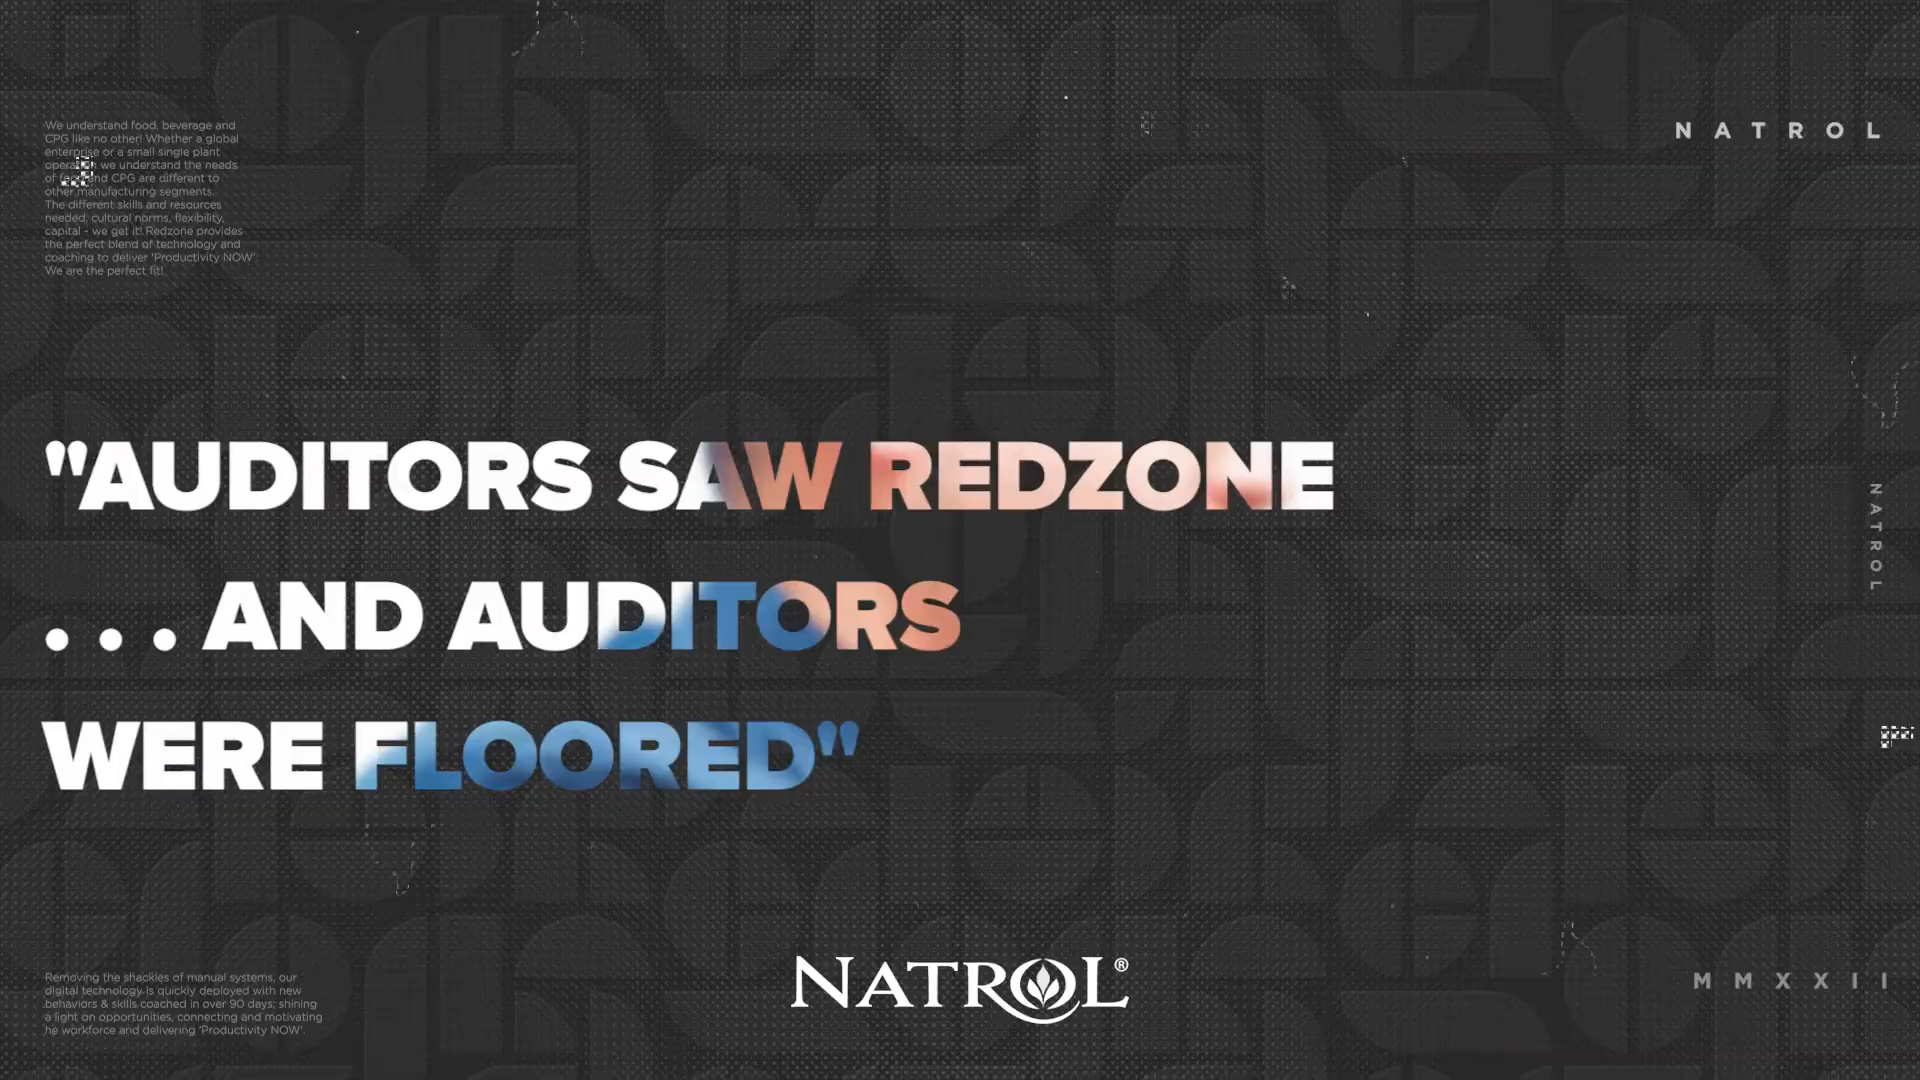 We understand food, beverage and
CPG like no other! Whether a global
enterprise or a small single plant
operation we understand the needs
of food and CPG are different to
other manufacturing segments.
The different skills and resources
needed, cultural norms, flexibility,
capital - we get it! Redzone provides
the perfect blend of technology and
coaching to deliver 'Productivity NOW'.
We are the perfect fit!
NATROL
"AUDITORS SAW REDZONE
. . . AND AUDITORS
WERE FLOORED"
NATROL
Removing the shackles of manual systems, our
digital technology is quickly deployed with new
behaviors & skills coached in over 90 days; shining
a light on opportunities, connecting and motivating
he workforce and delivering 'Productivity NOW'.
NATROL®
MMXXII